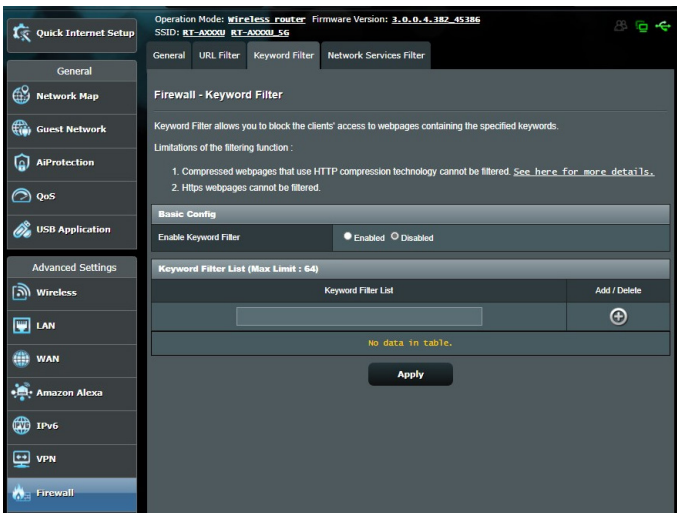 Operation Mode: Wireless router Firmware Version: 3.0.0.4.382_45386
SSID: RT-AXXXU RT-AXXXU_5G
Quick Internet Setup
General
Network Map
Guest Network
AiProtection
QoS
USB Application
Advanced Settings
Wireless
LAN
WAN
Amazon Alexa
IPv6
VPN
Firewall
General URL Filter Keyword Filter Network Services Filter
Firewall - Keyword Filter
Keyword Filter allows you to block the clients' access to webpages containing the specified keywords.
Limitations of the filtering function :
1. Compressed webpages that use HTTP compression technology cannot be filtered. See here for more details.
2. Https webpages cannot be filtered.
Basic Config
Enable Keyword Filter Enabled Disabled
Keyword Filter List (Max Limit : 64)
Keyword Filter List Add / Delete
No data in table.
Apply